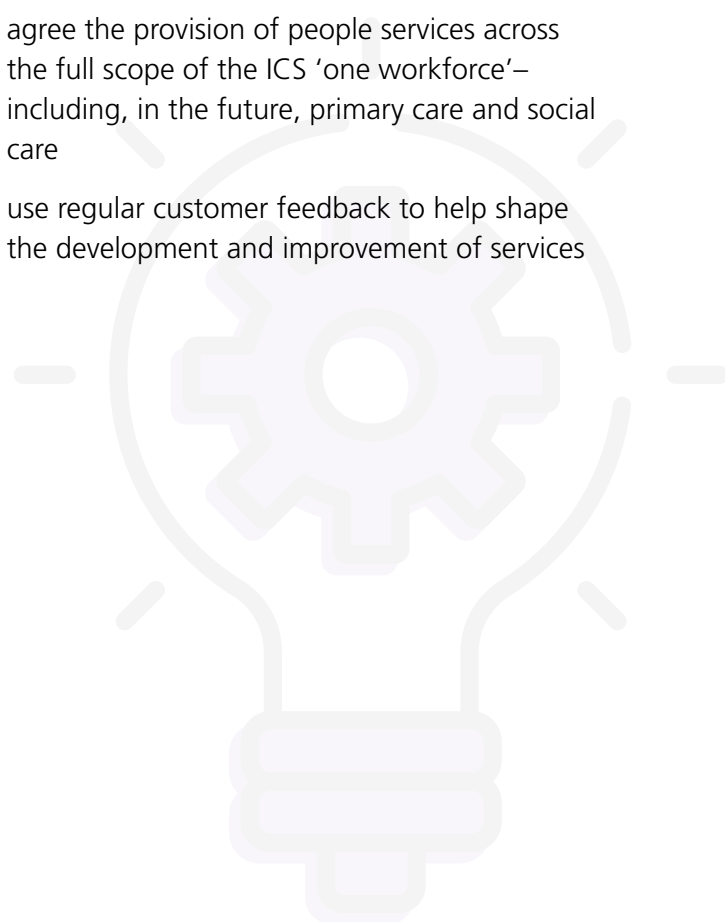 agree the provision of people services across
the full scope of the ICS ‘one workforce’–
including, in the future, primary care and social
care
use regular customer feedback to help shape
the development and improvement of services